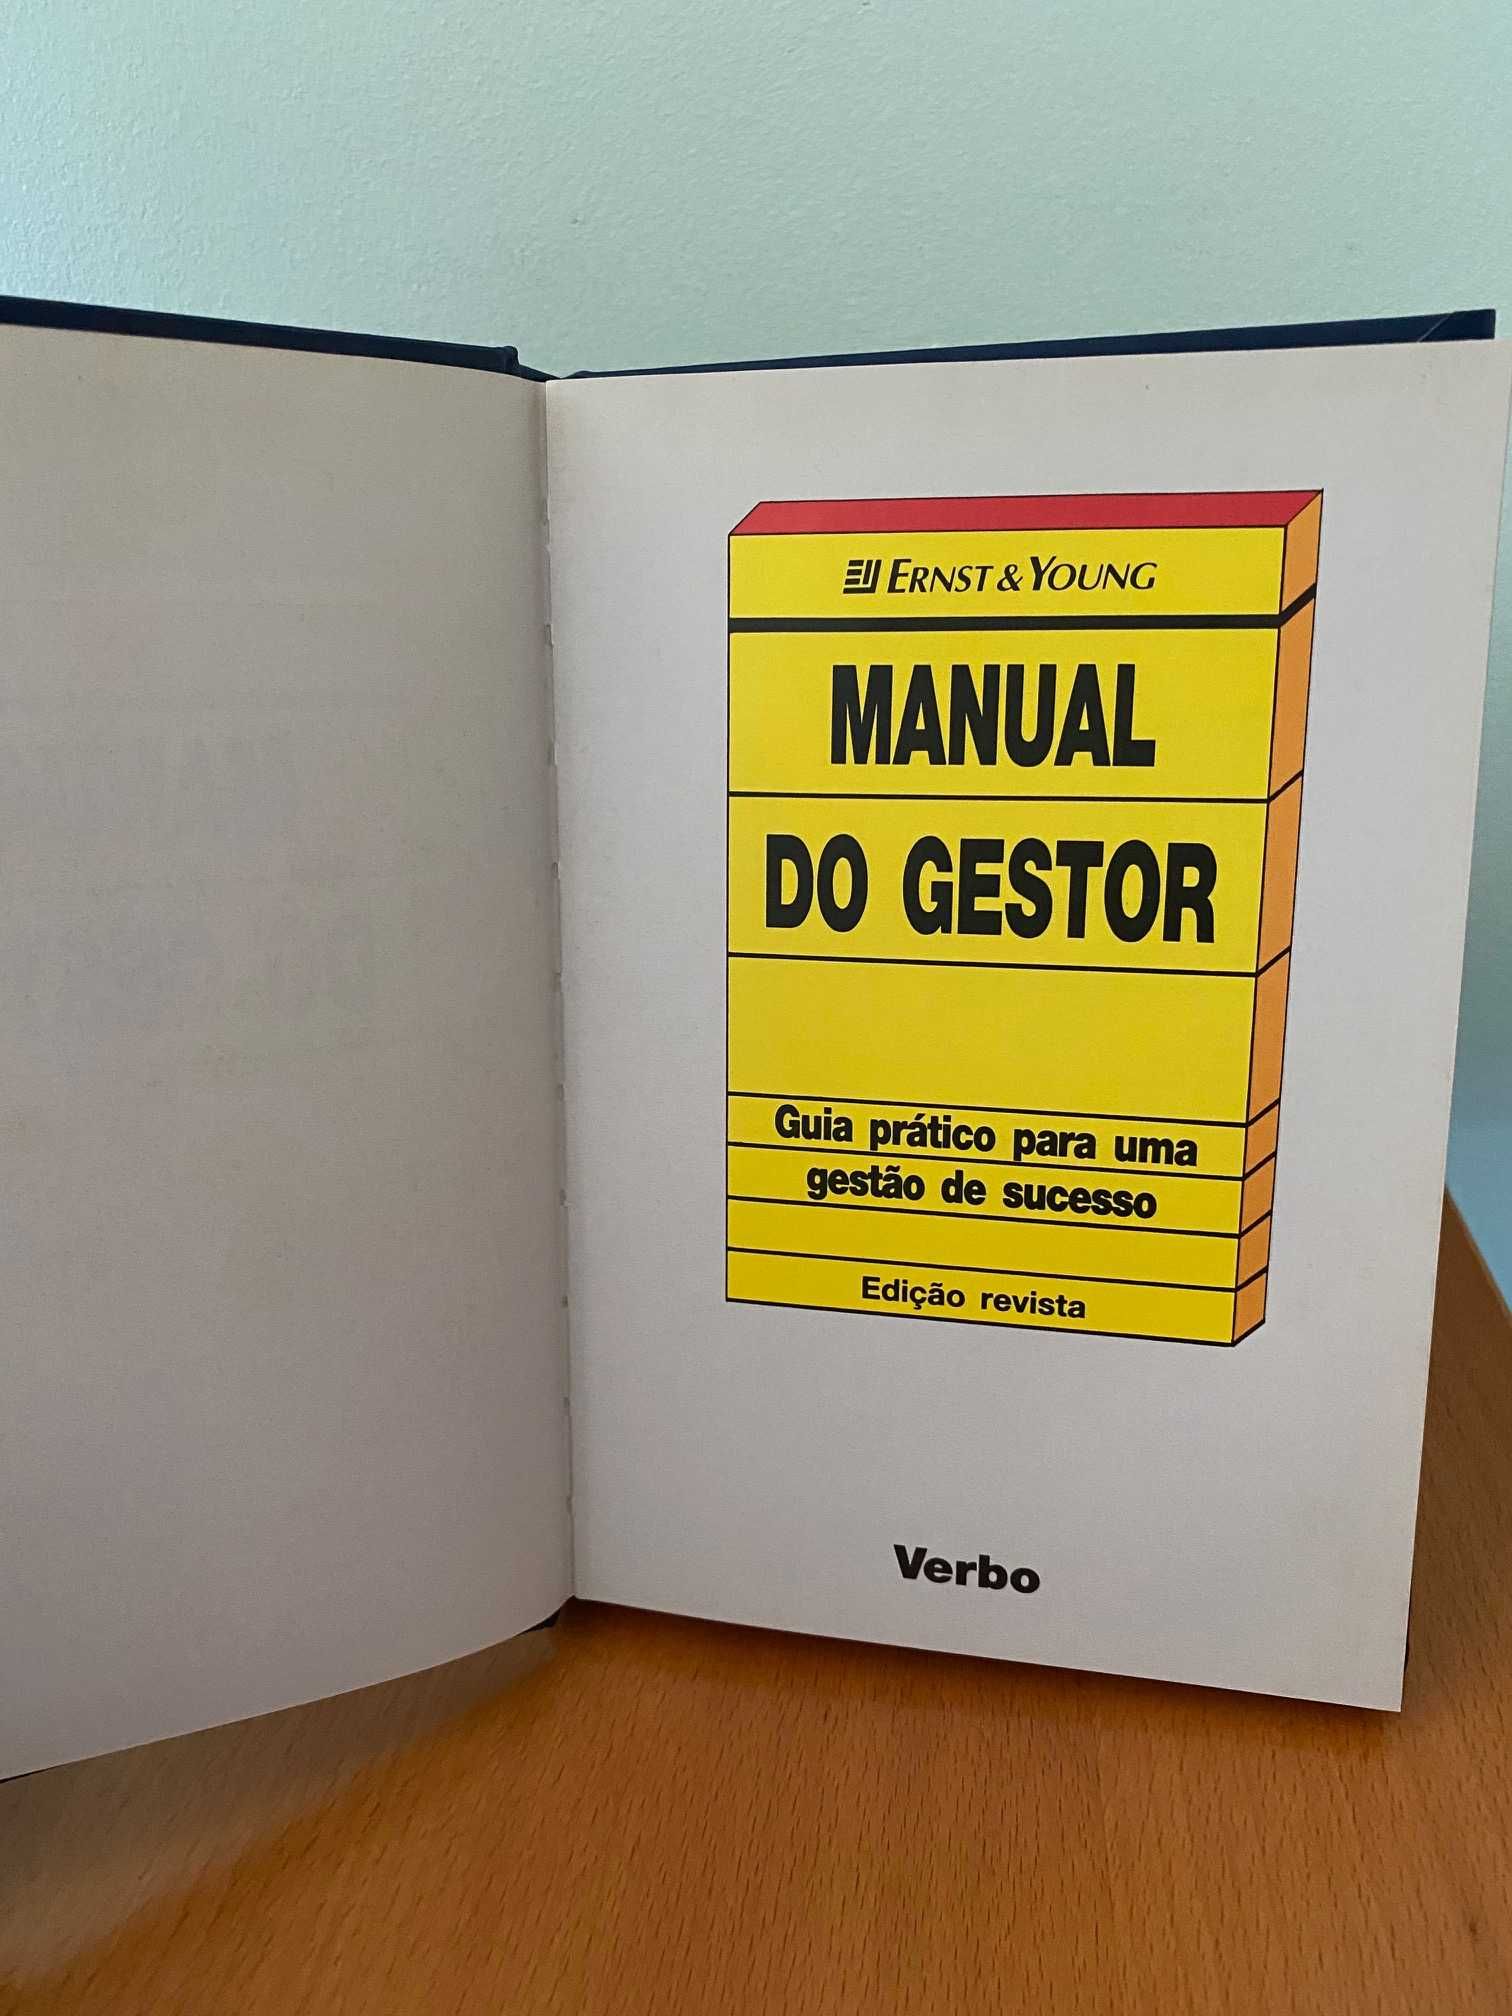 ERNST & YOUNG
MANUAL
DO GESTOR
Guia prático para uma
gestão de sucesso
Edição revista
Verbo